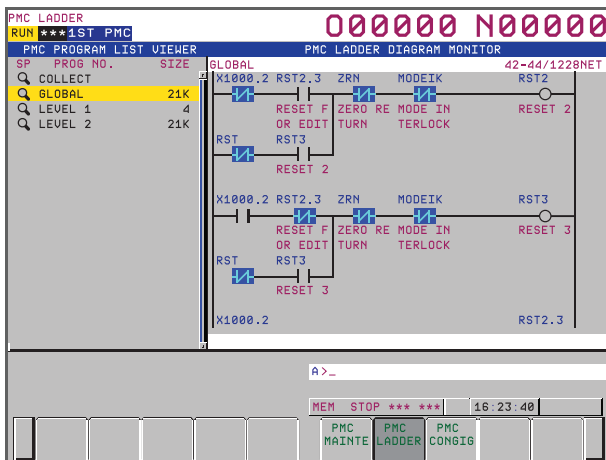 PMC LADDER
O00000 N00000
RUN ***1ST PMC
PMC PROGRAM LIST VIEWER
PMC LADDER DIAGRAM MONITOR
SP PROG NO. SIZE
GLOBAL 42-44/1228NET
COLLECT
GLOBAL 21K
LEVEL 1 4
LEVEL 2 21K
X1000.2 RST2.3 ZRN MODEIK RST2
RESET F ZERO RE MODE IN RESET 2
OR EDIT TURN TERLOCK
RST RST3
RESET 2
X1000.2 RST2.3 ZRN MODEIK RST3
RESET F ZERO RE MODE IN RESET 3
OR EDIT TURN TERLOCK
RST RST3
RESET 3
X1000.2 RST2.3
A>_
MEM STOP *** *** 16:23:40
PMC PMC PMC
MAINTE LADDER CONGIG